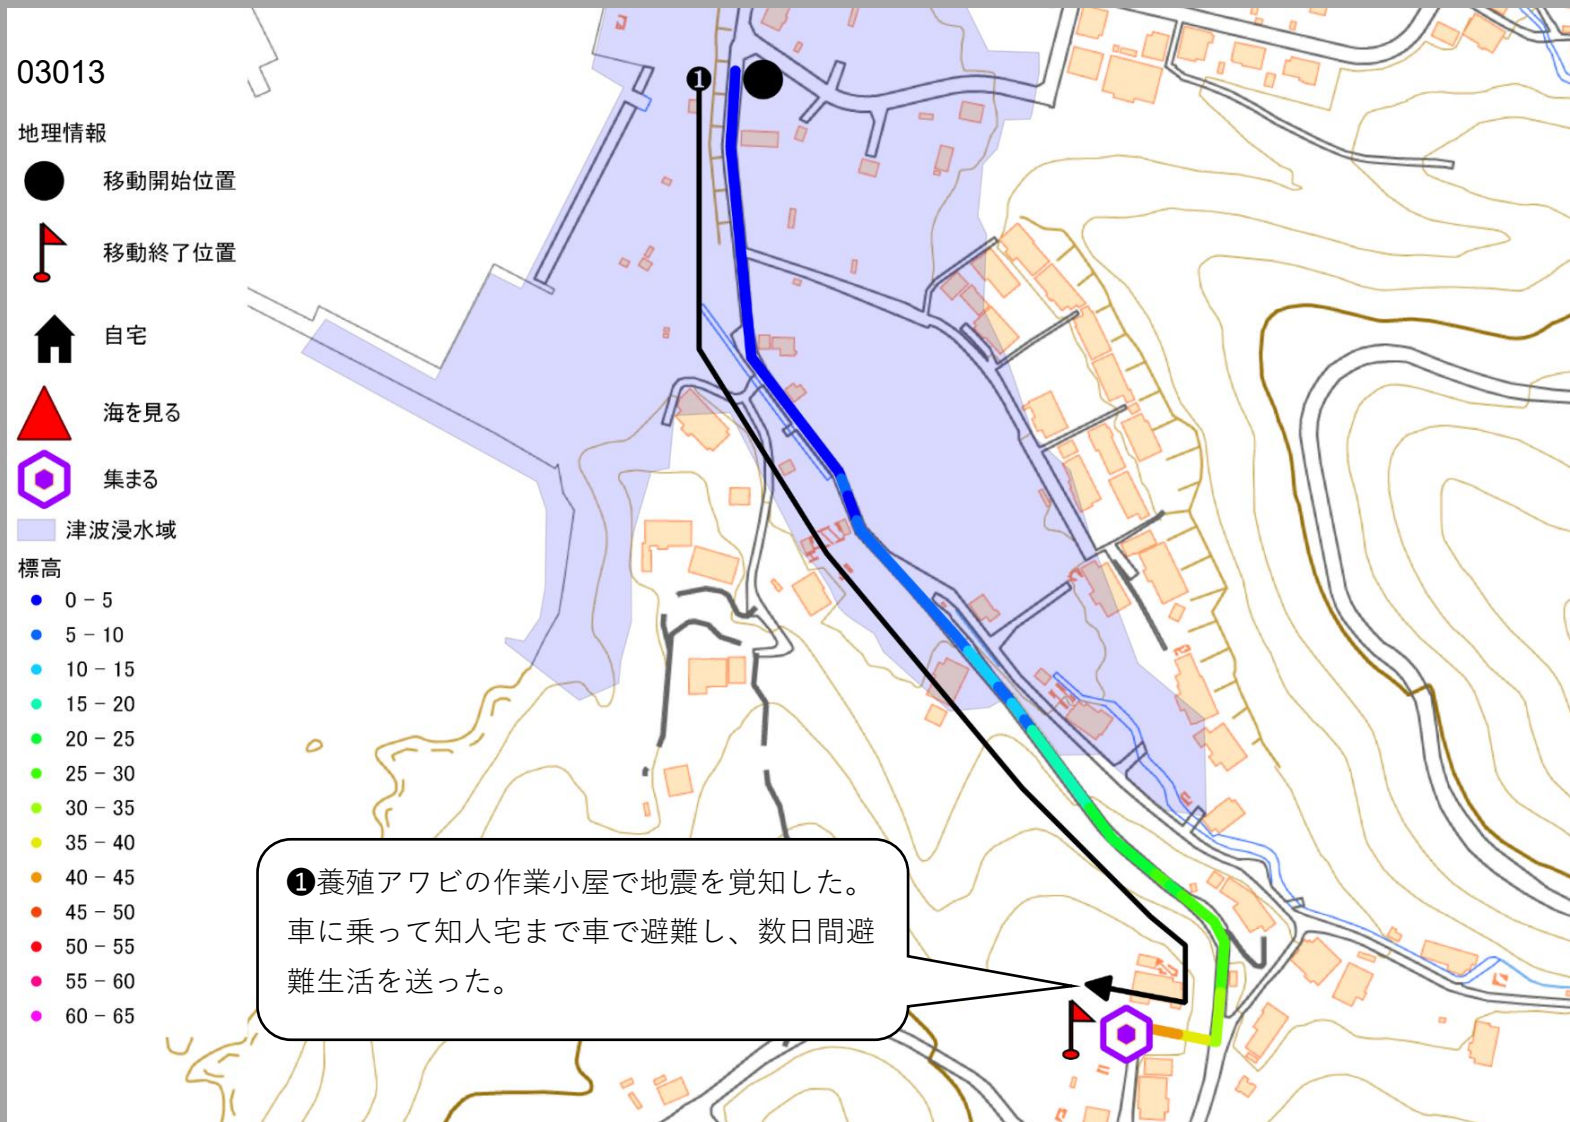 03013
地理情報
移動開始位置
移動終了位置
自宅
海を見る
集まる
津波浸水域
標高
0 − 5
5 − 10
10 − 15
15 − 20
20 − 25
25 − 30
30 − 35
35 − 40
40 − 45
45 − 50
50 − 55
55 − 60
60 − 65
❶
❶養殖アワビの作業小屋で地震を覚知した。
車に乗って知人宅まで車で避難し、数日間避
難生活を送った。